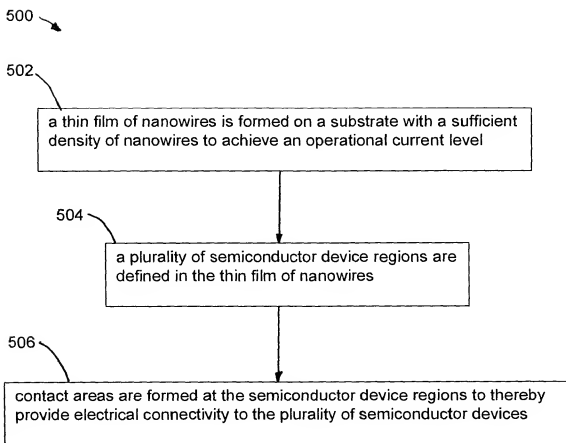 500
502
a thin film of nanowires is formed on a substrate with a sufficient
density of nanowires to achieve an operational current level
504
a plurality of semiconductor device regions are
defined in the thin film of nanowires
506
contact areas are formed at the semiconductor device regions to thereby
provide electrical connectivity to the plurality of semiconductor devices